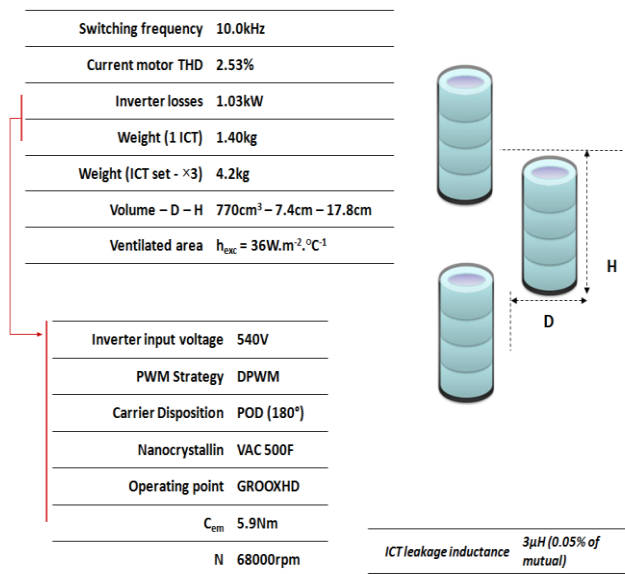 Switching frequency 10.0kHz
Current motor THD 2.53%
Inverter losses 1.03kW
Weight (1 ICT) 1.40kg
Weight (ICT set - ×3) 4.2kg
Volume – D – H 770cm³ – 7.4cm – 17.8cm
Ventilated area hexc = 36W.m⁻².°C⁻¹
H
D
Inverter input voltage 540V
PWM Strategy DPWM
Carrier Disposition POD (180°)
Nanocrystallin VAC 500F
Operating point GROOXHD
Cem 5.9Nm
N 68000rpm
ICT leakage inductance 3µH (0.05% of
mutual)